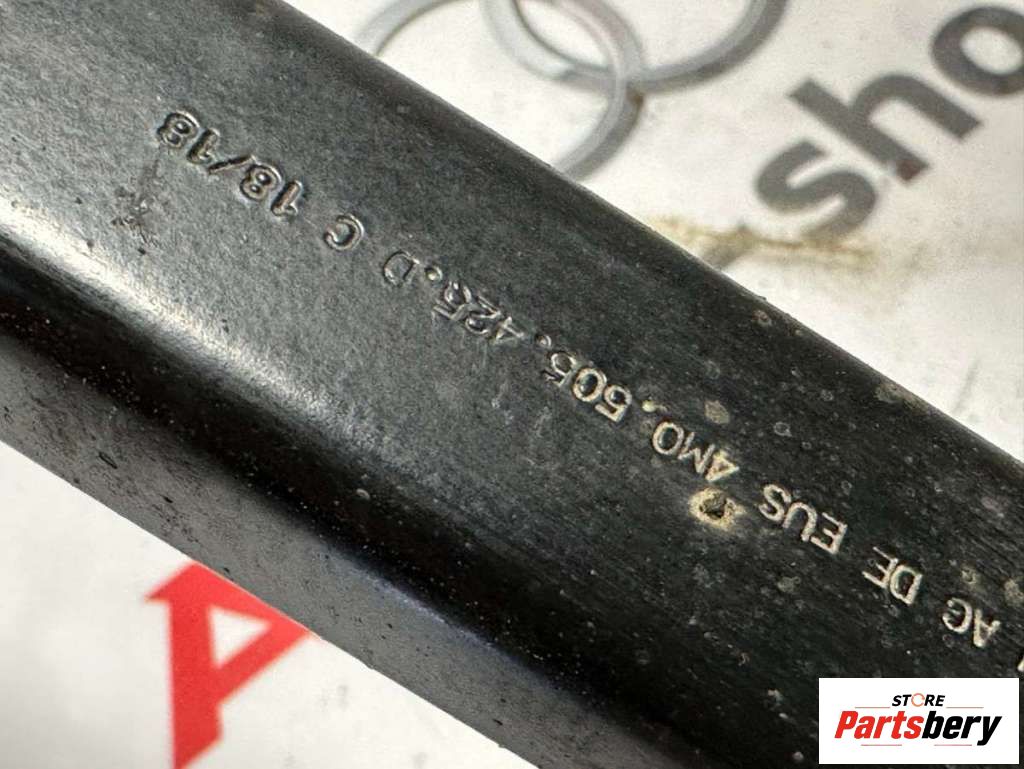 AG DE EUS 4M0.505.425.D C 18/18
sho
A
STORE
Partsbery